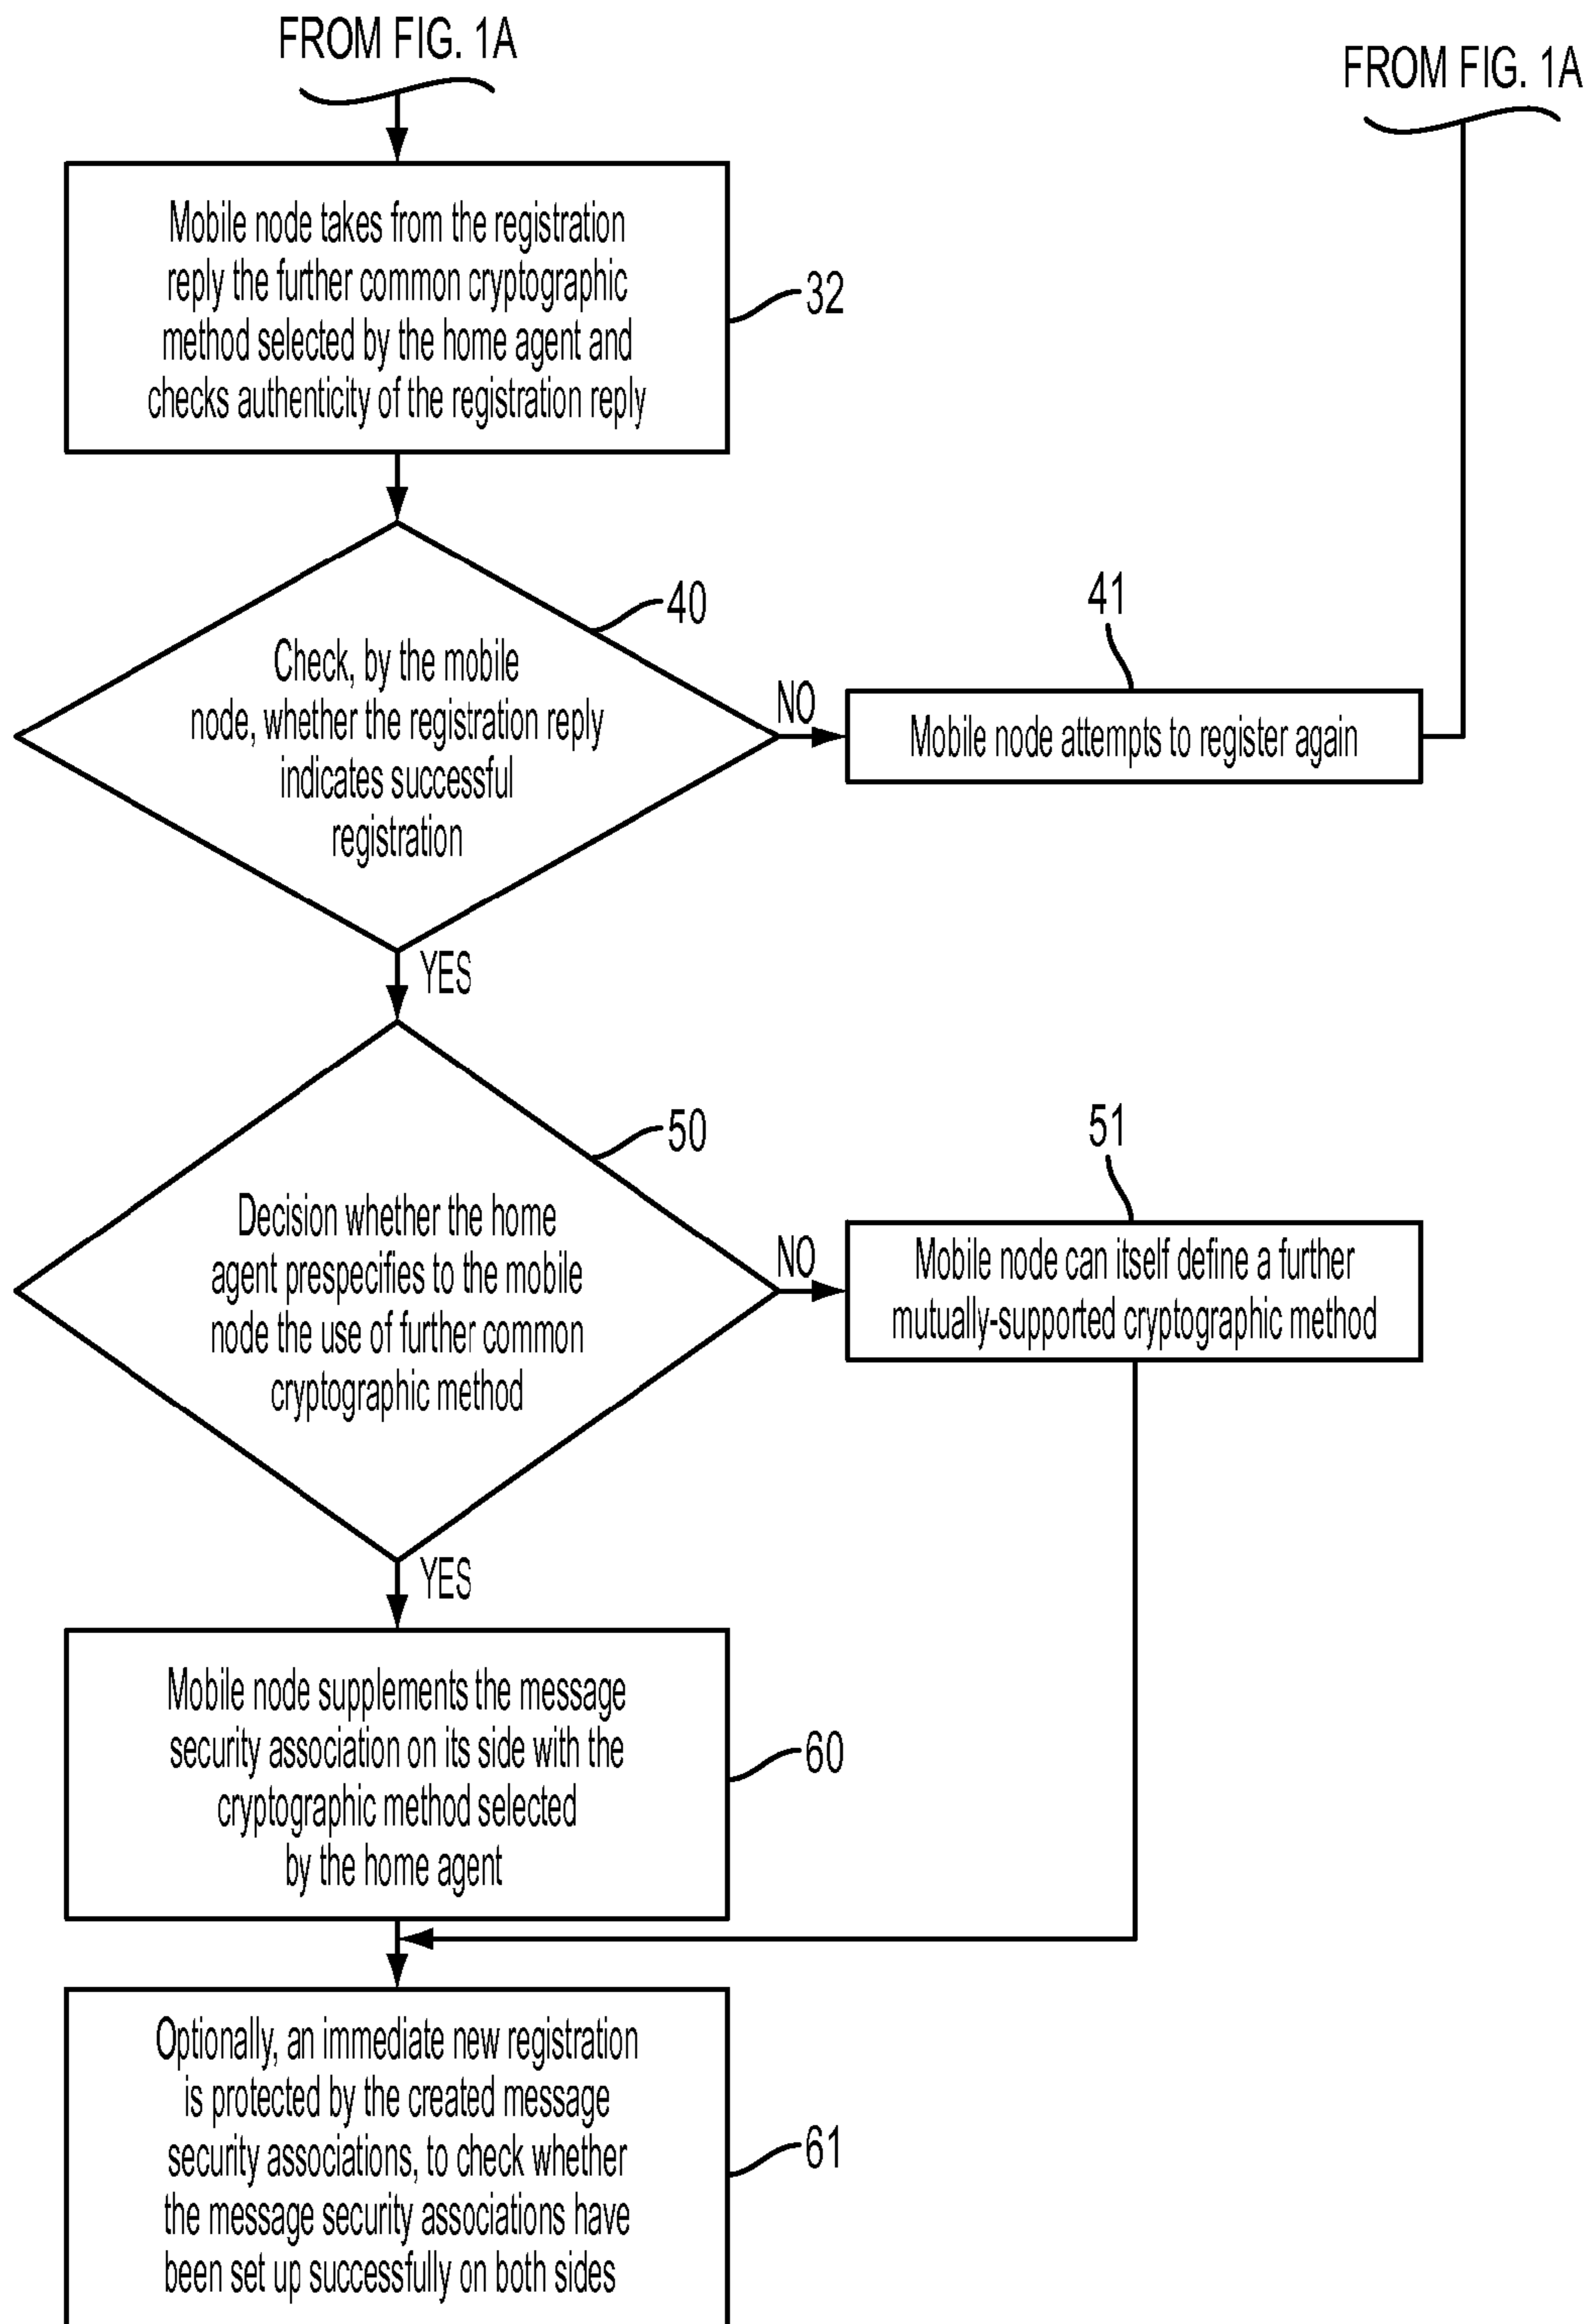 FROM FIG. 1A
FROM FIG. 1A
Mobile node takes from the registration
reply the further common cryptographic
method selected by the home agent and
checks authenticity of the registration reply
32
40
Check, by the mobile
node, whether the registration reply
indicates successful
registration
NO
41
Mobile node attempts to register again
YES
50
Decision whether the home
agent prespecifies to the mobile
node the use of further common
cryptographic method
NO
51
Mobile node can itself define a further
mutually-supported cryptographic method
YES
Mobile node supplements the message
security association on its side with the
cryptographic method selected
by the home agent
60
Optionally, an immediate new registration
is protected by the created message
security associations, to check whether
the message security associations have
been set up successfully on both sides
61